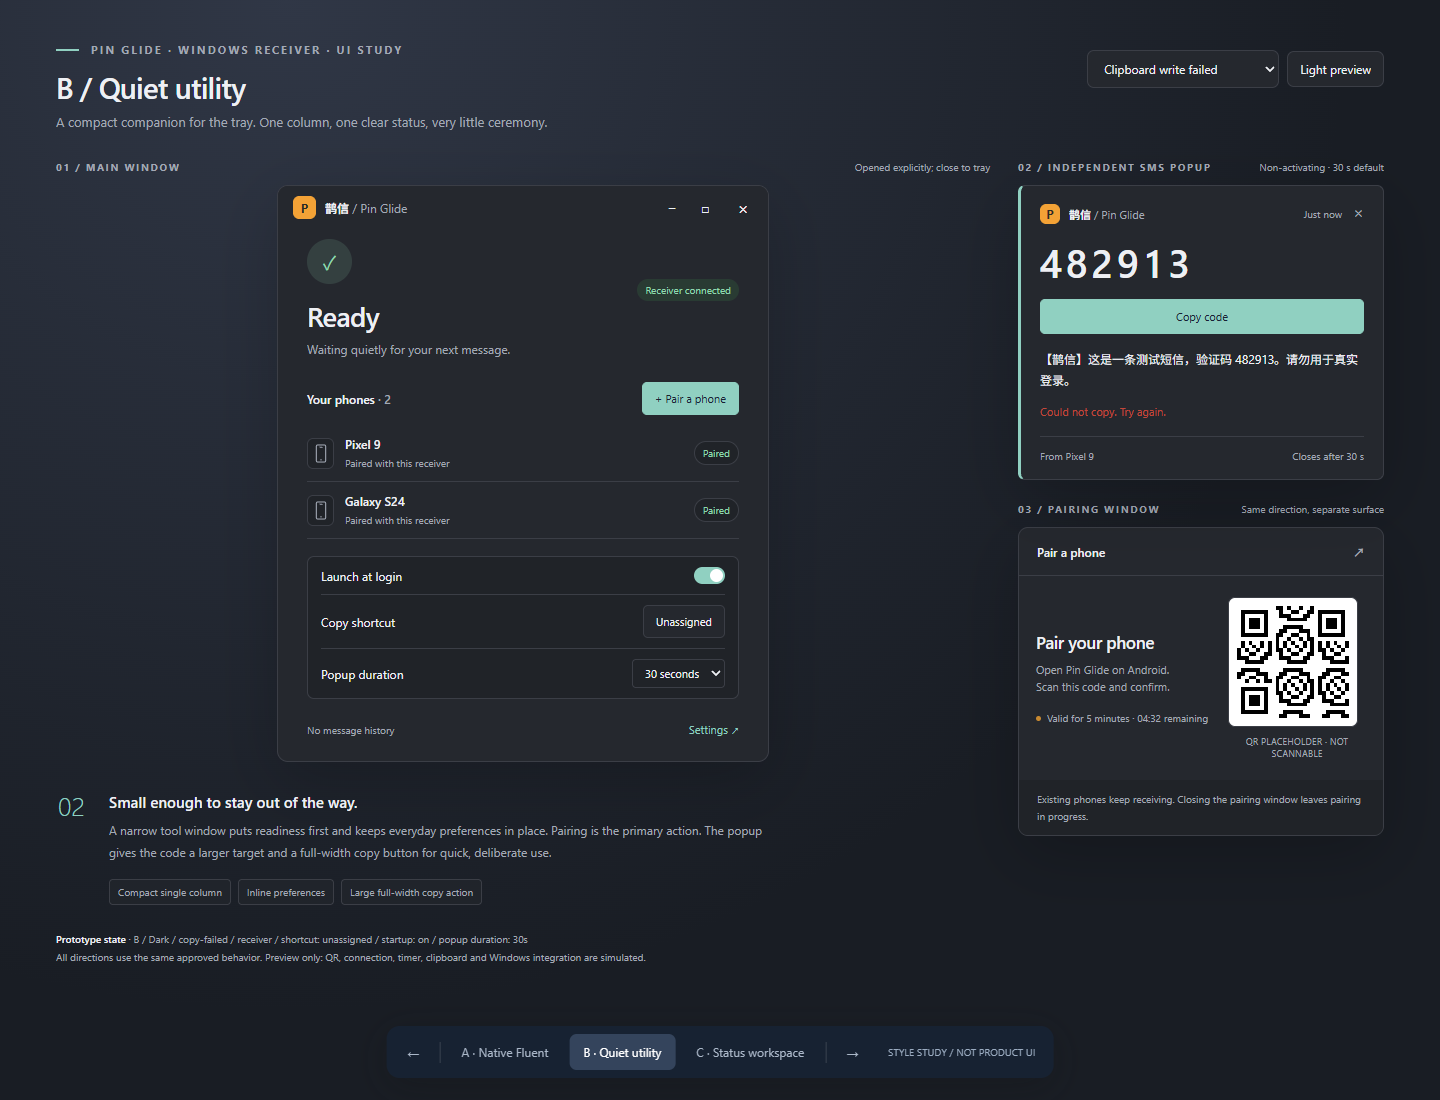 PIN GLIDE · WINDOWS RECEIVER · UI STUDY
B / Quiet utility
A compact companion for the tray. One column, one clear status, very little ceremony.
Clipboard write failed
Light preview
01 / MAIN WINDOW
Opened explicitly; close to tray
P 鹊信 / Pin Glide
✓
Receiver connected
Ready
Waiting quietly for your next message.
Your phones · 2
+ Pair a phone
Pixel 9
Paired with this receiver
Paired
Galaxy S24
Paired with this receiver
Paired
Launch at login
Copy shortcut
Unassigned
Popup duration
30 seconds
No message history
Settings ↗
02 / INDEPENDENT SMS POPUP
Non-activating · 30 s default
P 鹊信 / Pin Glide
Just now ×
482913
Copy code
【鹊信】这是一条测试短信，验证码 482913。请勿用于真实
登录。
Could not copy. Try again.
From Pixel 9
Closes after 30 s
03 / PAIRING WINDOW
Same direction, separate surface
Pair a phone
↗
Pair your phone
Open Pin Glide on Android.
Scan this code and confirm.
Valid for 5 minutes · 04:32 remaining
QR PLACEHOLDER · NOT
SCANNABLE
Existing phones keep receiving. Closing the pairing window leaves pairing
in progress.
02
Small enough to stay out of the way.
A narrow tool window puts readiness first and keeps everyday preferences in place. Pairing is the primary action. The popup
gives the code a larger target and a full-width copy button for quick, deliberate use.
Compact single column
Inline preferences
Large full-width copy action
Prototype state · B / Dark / copy-failed / receiver / shortcut: unassigned / startup: on / popup duration: 30s
All directions use the same approved behavior. Preview only: QR, connection, timer, clipboard and Windows integration are simulated.
←
A · Native Fluent
B · Quiet utility
C · Status workspace
→
STYLE STUDY / NOT PRODUCT UI